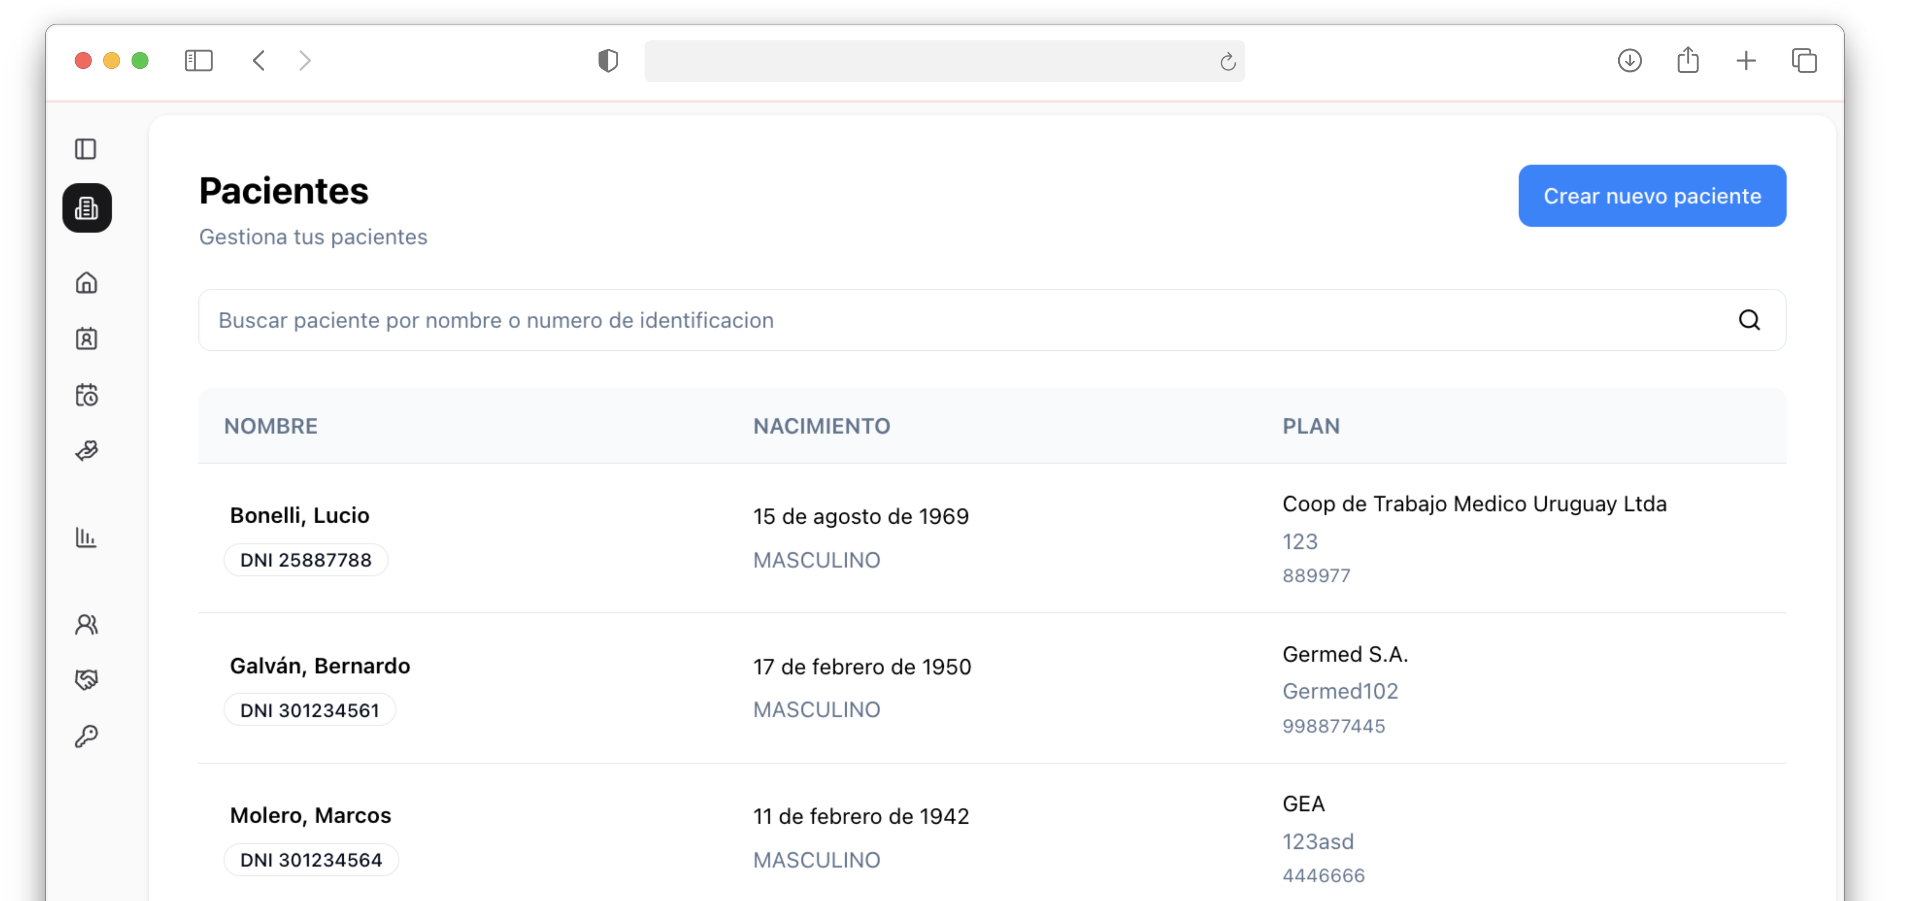 Pacientes
Crear nuevo paciente
Gestiona tus pacientes
Buscar paciente por nombre o numero de identificacion
NOMBRE NACIMIENTO PLAN
Bonelli, Lucio
DNI 25887788
15 de agosto de 1969
MASCULINO
Coop de Trabajo Medico Uruguay Ltda
123
889977
Galván, Bernardo
DNI 301234561
17 de febrero de 1950
MASCULINO
Germed S.A.
Germed102
998877445
Molero, Marcos
DNI 301234564
11 de febrero de 1942
MASCULINO
GEA
123asd
4446666